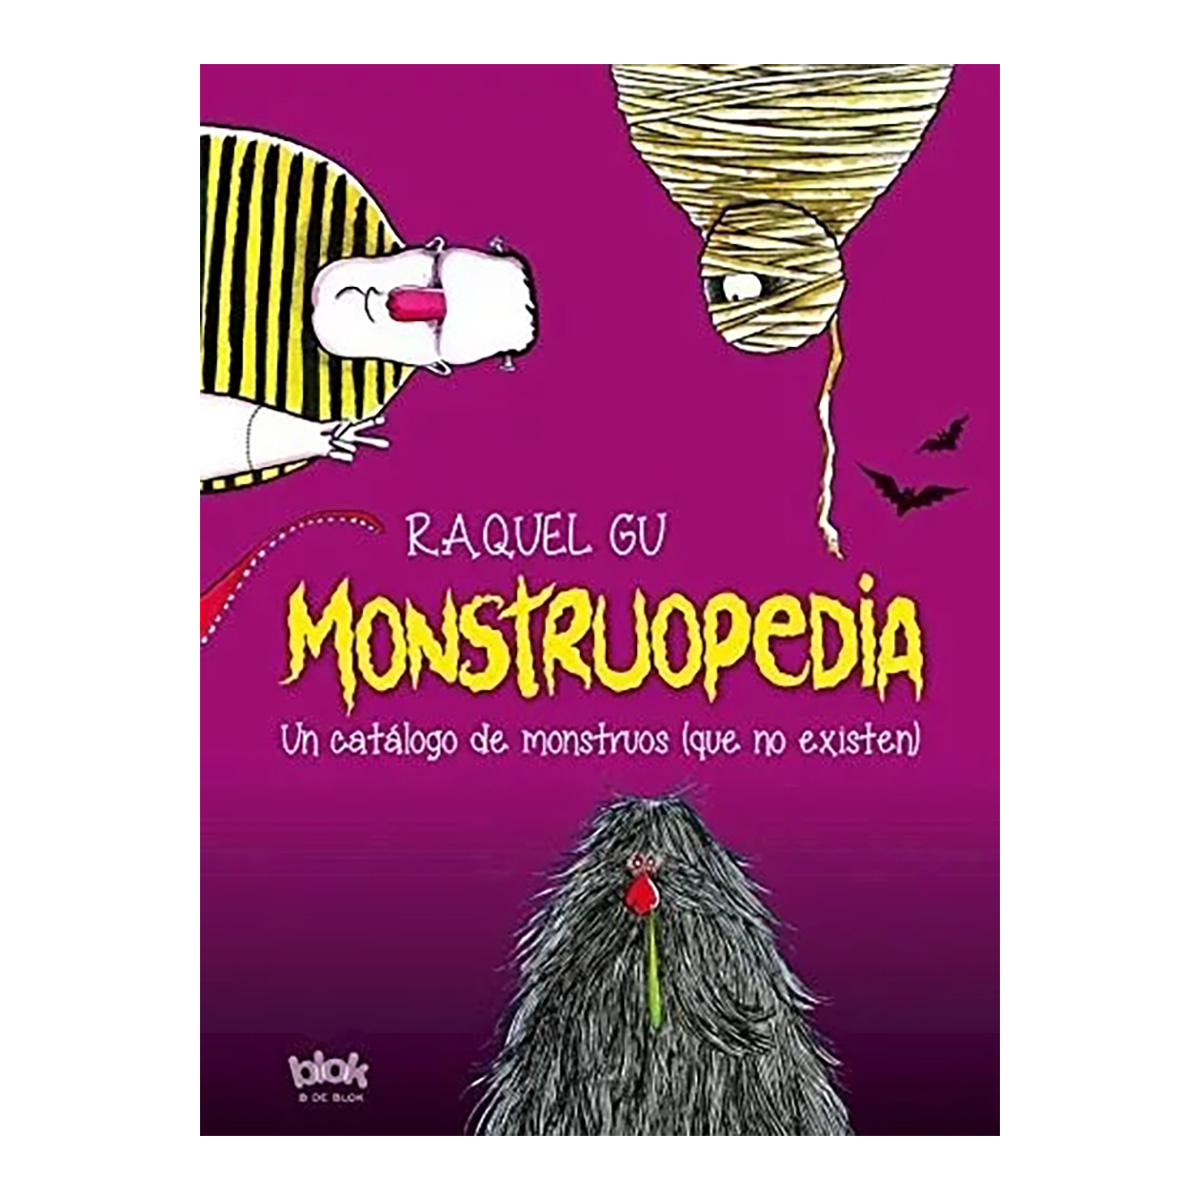 RAQUEL GU
MONSTRUOPEDIA
Un catálogo de monstruos (que no existen)
blok
B DE BLOK